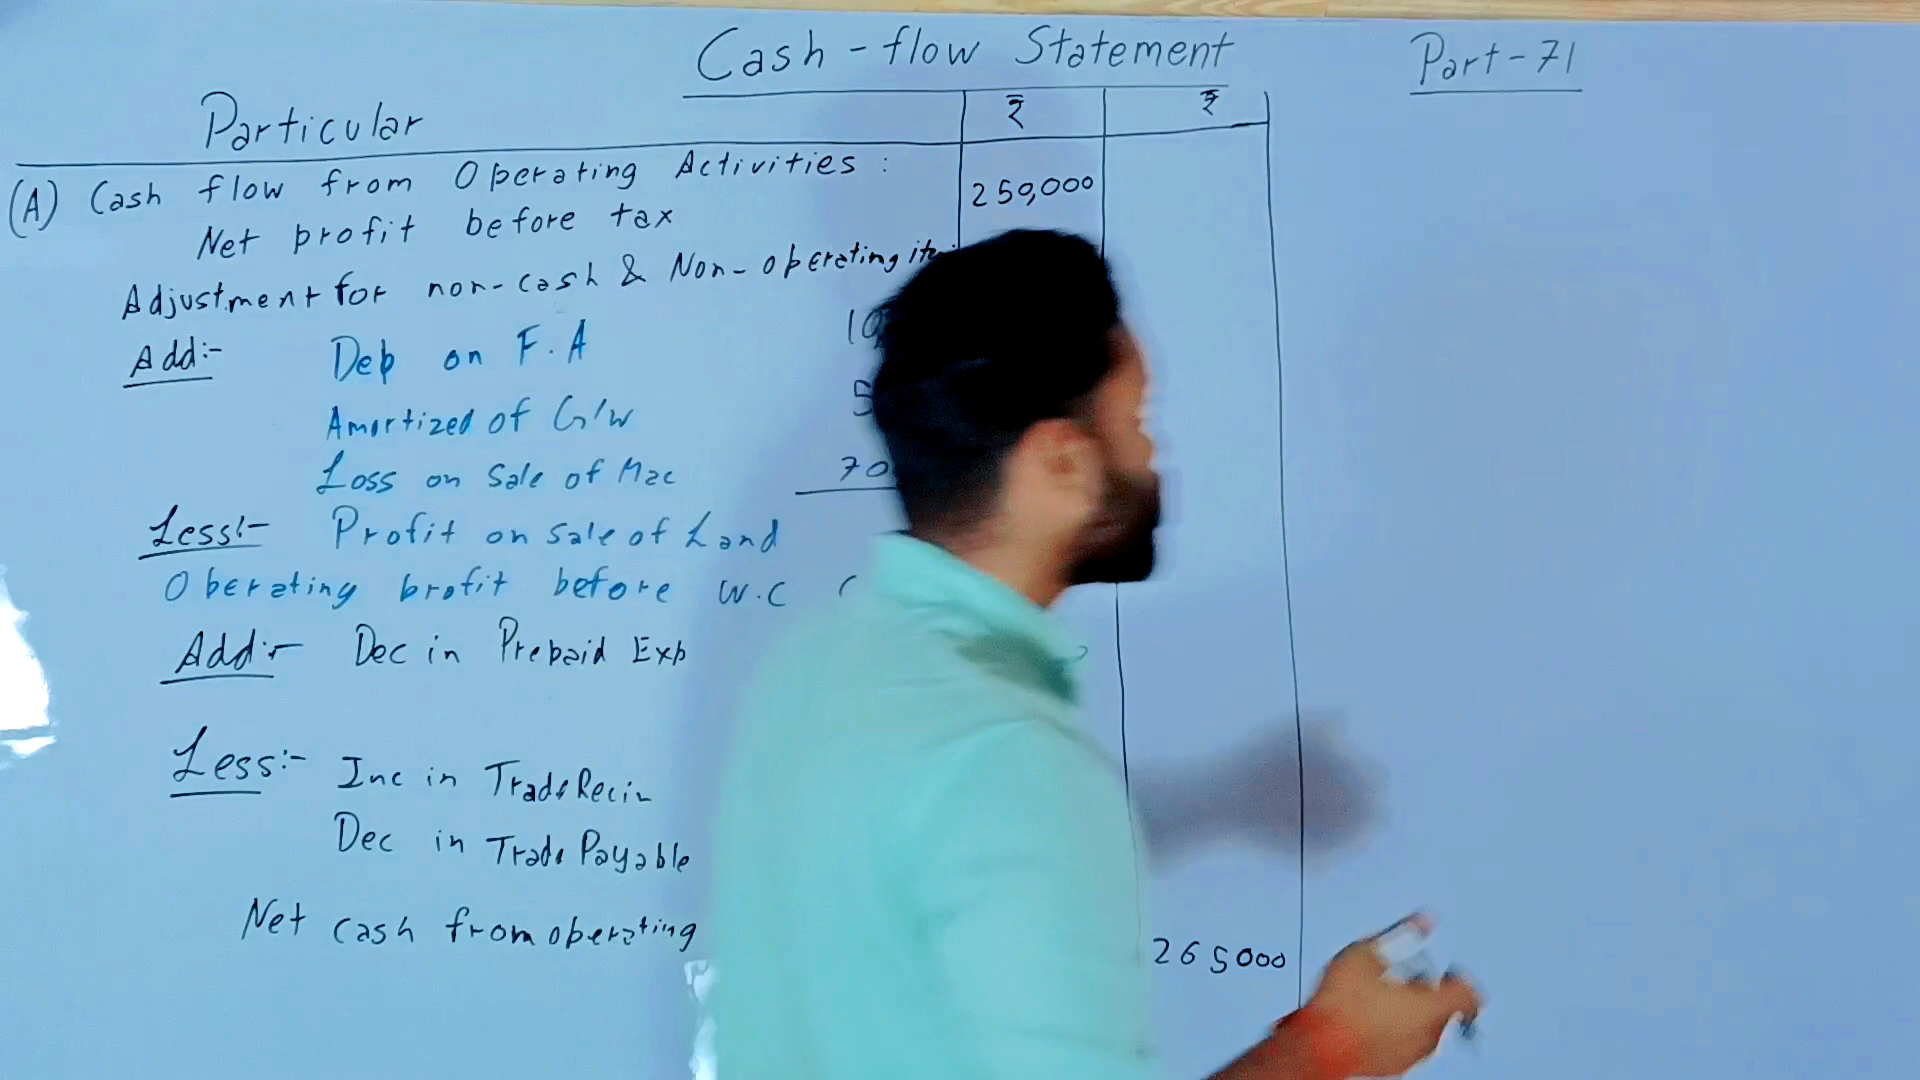 Cash-flow Statement
Part-71
Particular ₹ ₹
(A) Cash flow from Operating Activities :
Net profit before tax 250,000
Adjustment for non-cash & Non-operating
Add:- Dep on F.A
Amortized of G/w
Loss on Sale of Mac
Less:- Profit on sale of Land
Operating profit before W.C
Add:- Dec in Prepaid Exp
Less:- Inc in Trade
Dec in Trade Payable
Net cash from operating 265000